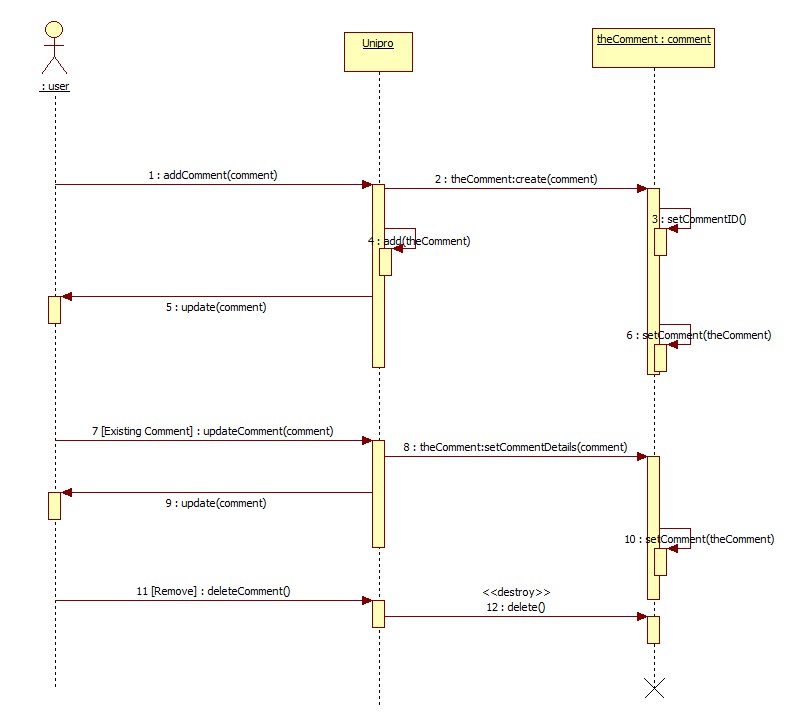 : user
Unipro
theComment : comment
1 : addComment(comment)
2 : theComment:create(comment)
3 : setCommentID()
4 : add(theComment)
5 : update(comment)
6 : setComment(theComment)
7 [Existing Comment] : updateComment(comment)
8 : theComment:setCommentDetails(comment)
9 : update(comment)
10 : setComment(theComment)
11 [Remove] : deleteComment()
<<destroy>>
12 : delete()